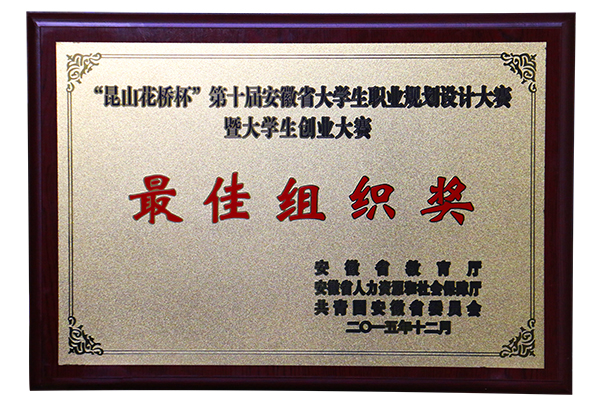 “昆山花桥杯”第十届安徽省大学生职业规划设计大赛
暨大学生创业大赛
最佳组织奖
安徽省教育厅
安徽省人力资源和社会保障厅
共青团安徽省委员会
二〇一五年十二月